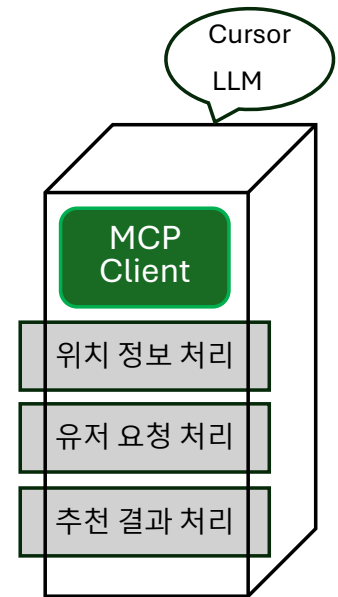 Cursor
LLM
MCP
Client
위치 정보 처리
유저 요청 처리
추천 결과 처리